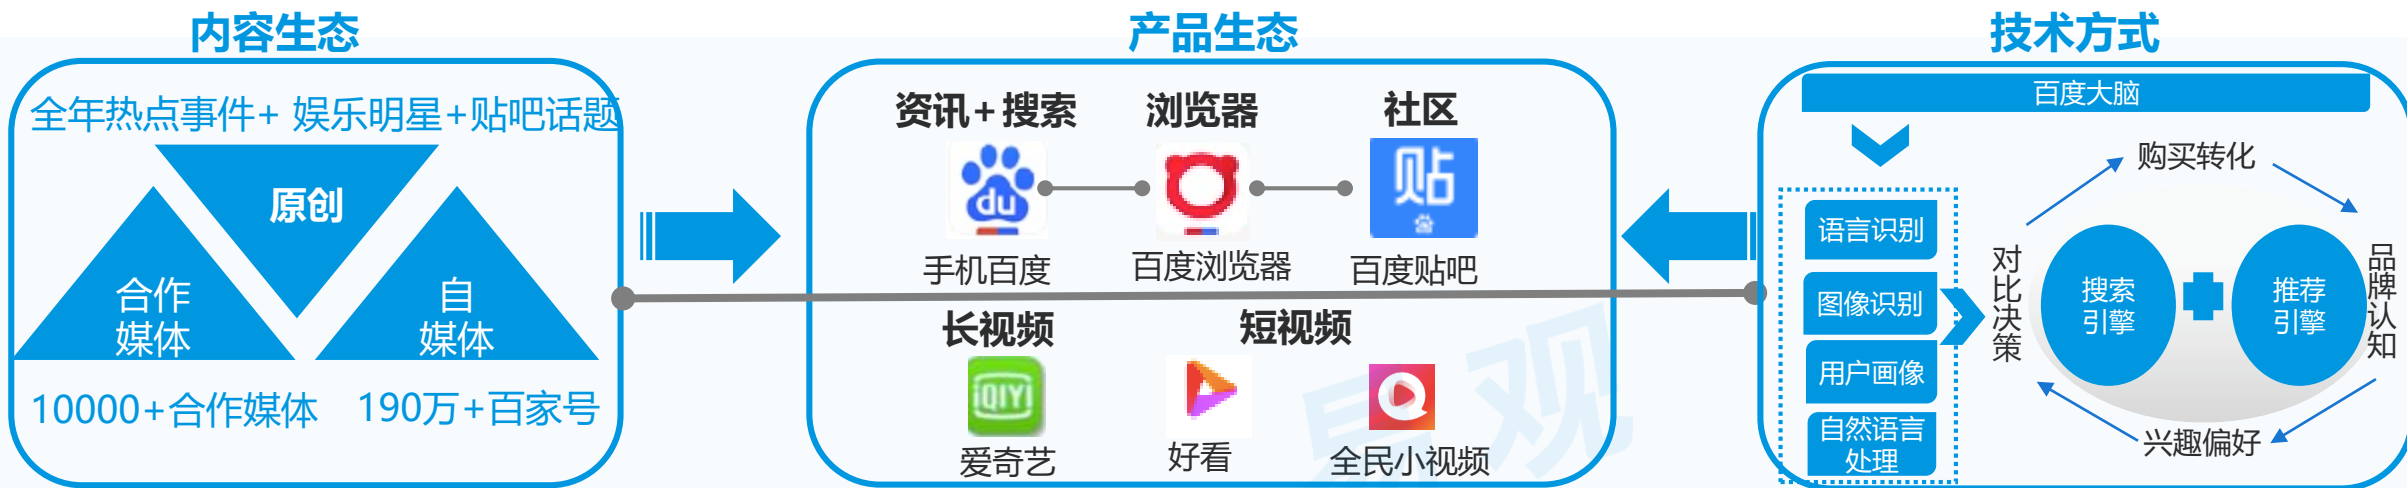 内容生态
全年热点事件+ 娱乐明星+贴吧话题
原创
合作
媒体
自
媒体
10000+合作媒体
190万+百家号
产品生态
资讯+搜索
浏览器
社区
du
贴
手机百度
百度浏览器
百度贴吧
长视频
短视频
iQIYI
爱奇艺
好看
全民小视频
易观
技术方式
百度大脑
语言识别
图像识别
用户画像
自然语言
处理
购买转化
对比决策
搜索
引擎
推荐
引擎
品牌认知
兴趣偏好